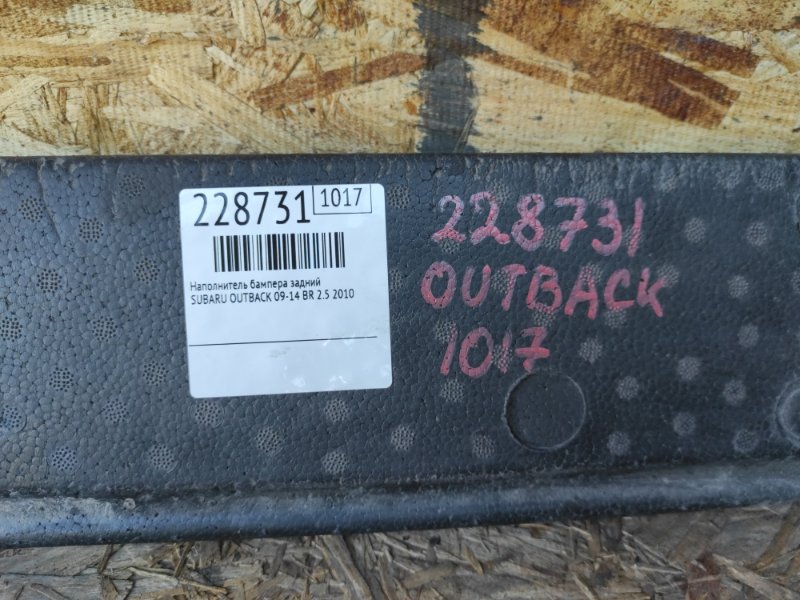 228731 1017
Наполнитель бампера задний
SUBARU OUTBACK 09-14 BR 2.5 2010
228731
OUTBACK
1017